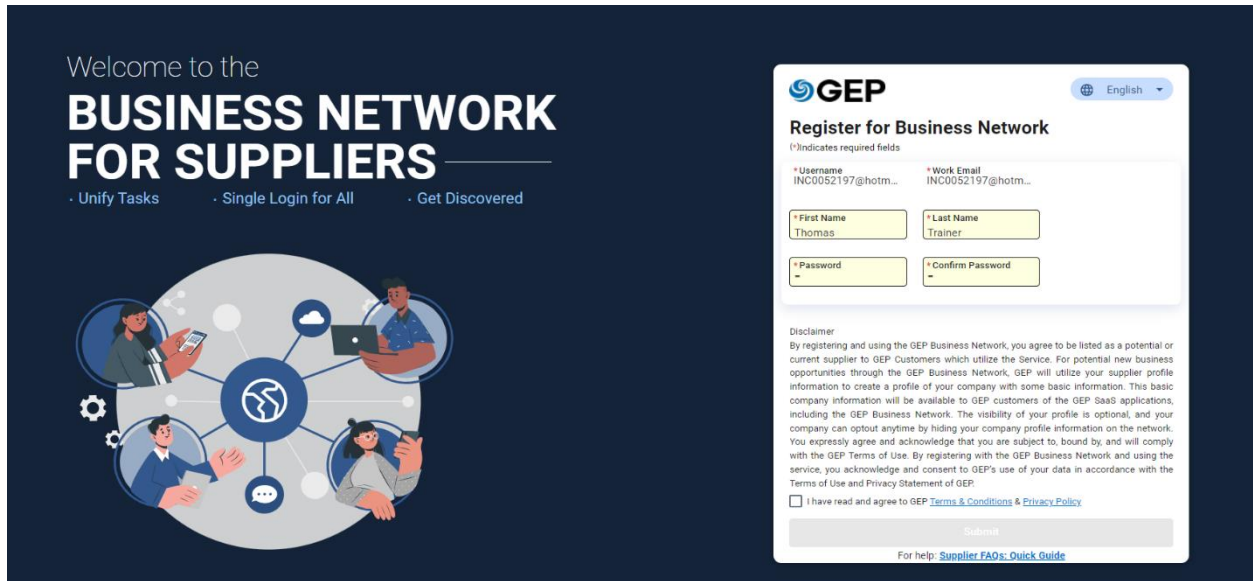 Welcome to the
BUSINESS NETWORK
FOR SUPPLIERS
· Unify Tasks · Single Login for All · Get Discovered
GEP
English
Register for Business Network
(*)Indicates required fields
*Username *Work Email
INC0052197@hotm... INC0052197@hotm...
*First Name *Last Name
Thomas Trainer
*Password *Confirm Password
- -
Disclaimer
By registering and using the GEP Business Network, you agree to be listed as a potential or
current supplier to GEP Customers which utilize the Service. For potential new business
opportunities through the GEP Business Network, GEP will utilize your supplier profile
information to create a profile of your company with some basic information. This basic
company information will be available to GEP customers of the GEP SaaS applications,
including the GEP Business Network. The visibility of your profile is optional, and your
company can optout anytime by hiding your company profile information on the network.
You expressly agree and acknowledge that you are subject to, bound by, and will comply
with the GEP Terms of Use. By registering with the GEP Business Network and using the
service, you acknowledge and consent to GEP's use of your data in accordance with the
Terms of Use and Privacy Statement of GEP.
I have read and agree to GEP Terms & Conditions & Privacy Policy
Submit
For help: Supplier FAQs: Quick Guide